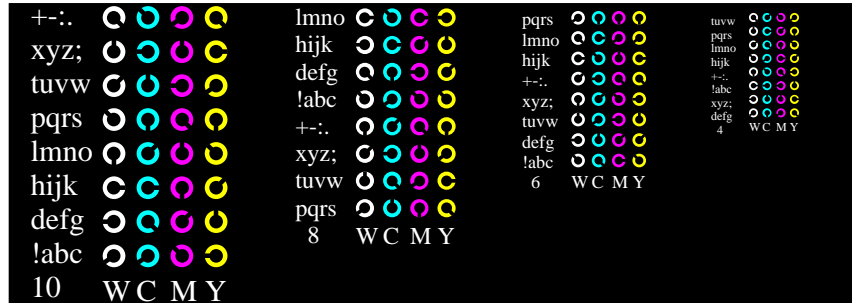 +-:.
xyz;
tuvw
pqrs
lmno
hijk
defg
!abc
10 W C M Y
lmno
hijk
defg
!abc
+-:.
xyz;
tuvw
pqrs
8 W C M Y
pqrs
lmno
hijk
+-:.
xyz;
tuvw
defg
!abc
6 W C M Y
tuvw
pqrs
lmno
hijk
+-:.
!abc
xyz;
defg
4 W C M Y